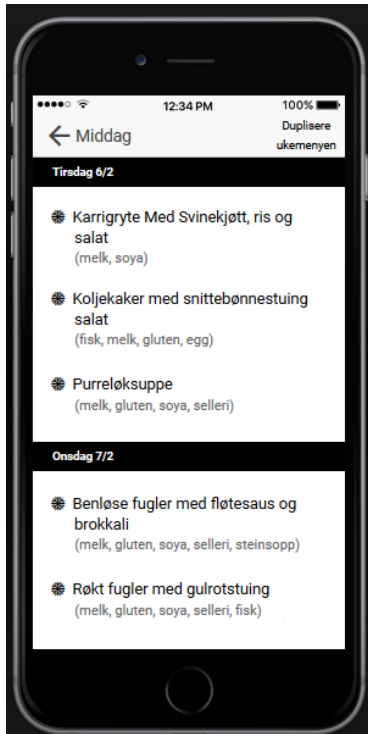 12:34 PM
100%
Middag
Duplisere
ukemenyen
Tirsdag 6/2
Karrigryte Med Svinekjøtt, ris og
salat
(melk, soya)
Koljekaker med snittebønnestuing
salat
(fisk, melk, gluten, egg)
Purreløksuppe
(melk, gluten, soya, selleri)
Onsdag 7/2
Benløse fugler med fløtesaus og
brokkali
(melk, gluten, soya, selleri, steinsopp)
Røkt fugler med gulrotstuing
(melk, gluten, soya, selleri, fisk)